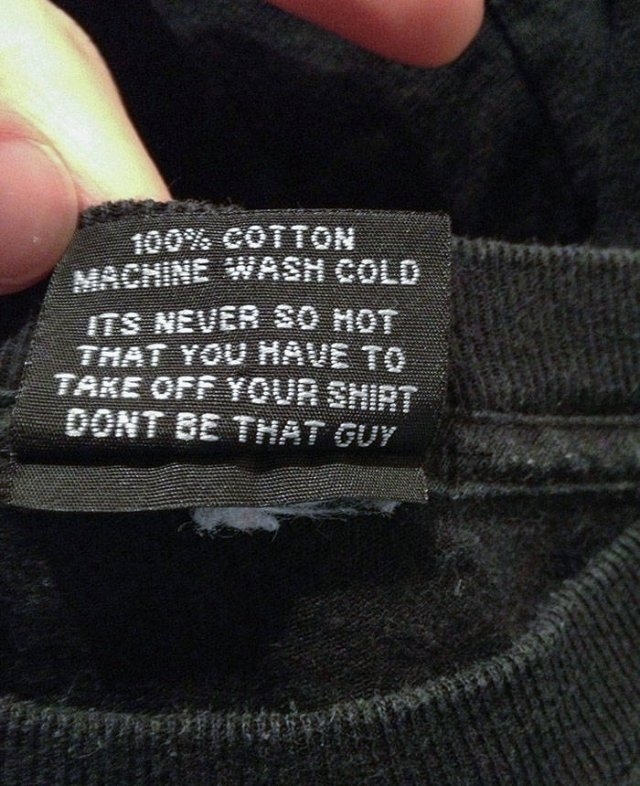 100% COTTON
MACHINE WASH COLD
ITS NEVER SO HOT
THAT YOU HAVE TO
TAKE OFF YOUR SHIRT
DONT BE THAT GUY